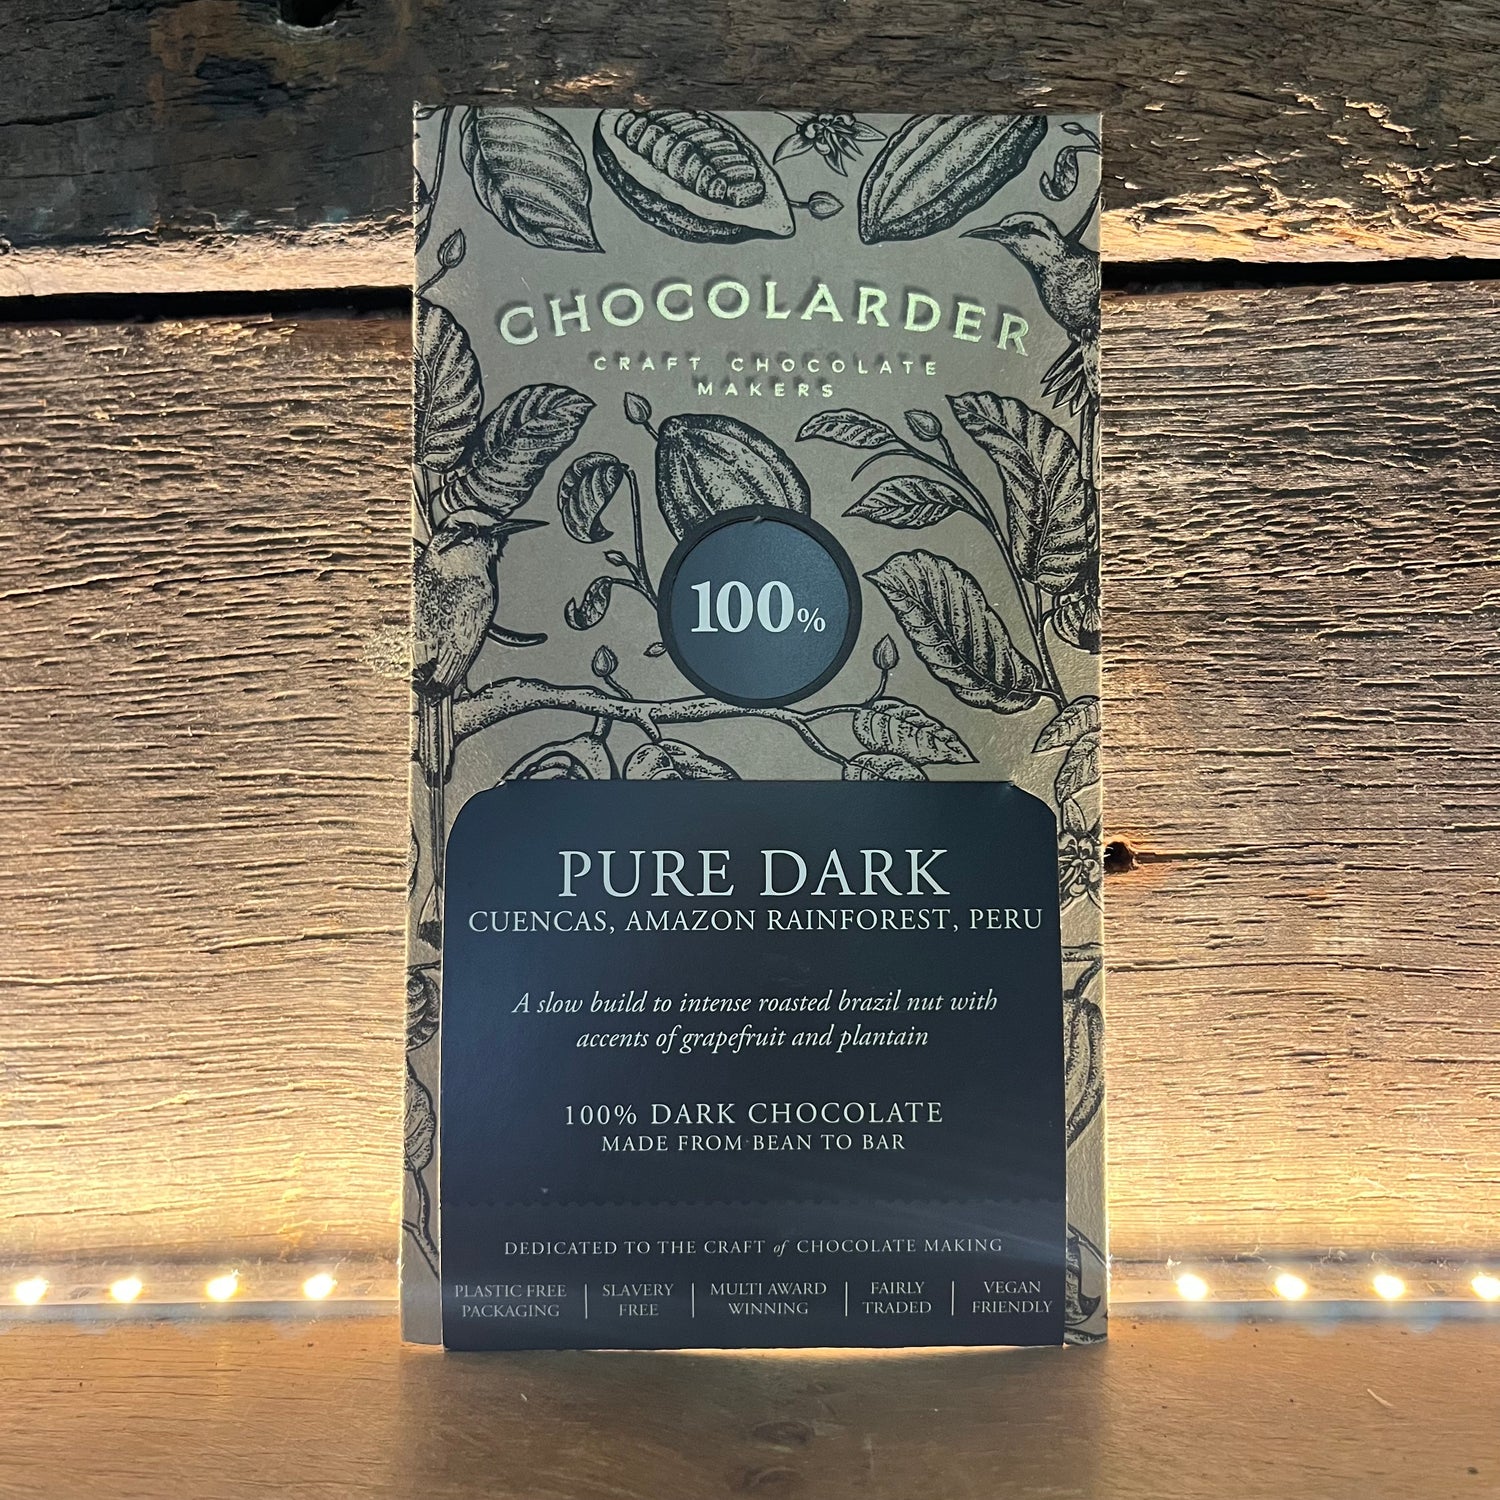 CHOCOLARDER
CRAFT CHOCOLATE
MAKERS
100%
PURE DARK
CUENCAS, AMAZON RAINFOREST, PERU
A slow build to intense roasted brazil nut with
accents of grapefruit and plantain
100% DARK CHOCOLATE
MADE FROM BEAN TO BAR
DEDICATED TO THE CRAFT of CHOCOLATE MAKING
PLASTIC FREE
PACKAGING
SLAVERY
FREE
MULTI AWARD
WINNING
FAIRLY
TRADED
VEGAN
FRIENDLY